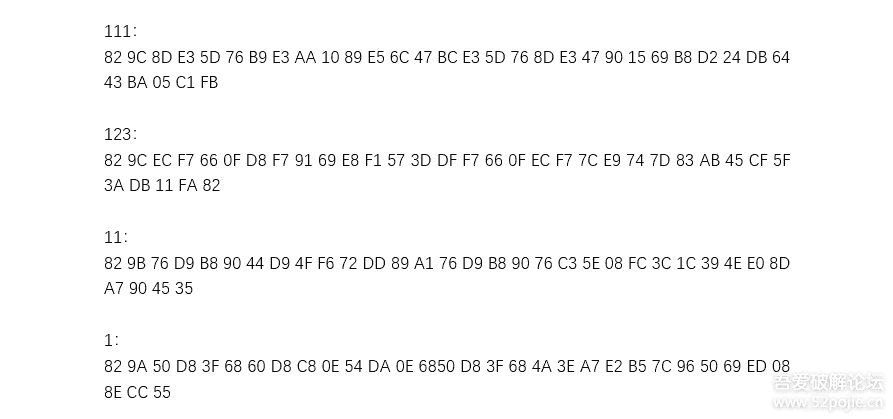 111：
82 9C 8D E3 5D 76 B9 E3 AA 10 89 E5 6C 47 BC E3 5D 76 8D E3 47 90 15 69 B8 D2 24 DB 64
43 BA 05 C1 FB
123：
82 9C EC F7 66 0F D8 F7 91 69 E8 F1 57 3D DF F7 66 0F EC F7 7C E9 74 7D 83 AB 45 CF 5F
3A DB 11 FA 82
11：
82 9B 76 D9 B8 90 44 D9 4F F6 72 DD 89 A1 76 D9 B8 90 76 C3 5E 08 FC 3C 1C 39 4E E0 8D
A7 90 45 35
1：
82 9A 50 D8 3F 68 60 D8 C8 0E 54 DA 0E 6850 D8 3F 68 4A 3E A7 E2 B5 7C 96 50 69 ED 08
8E CC 55
吾爱破解论坛
www.52pojie.cn